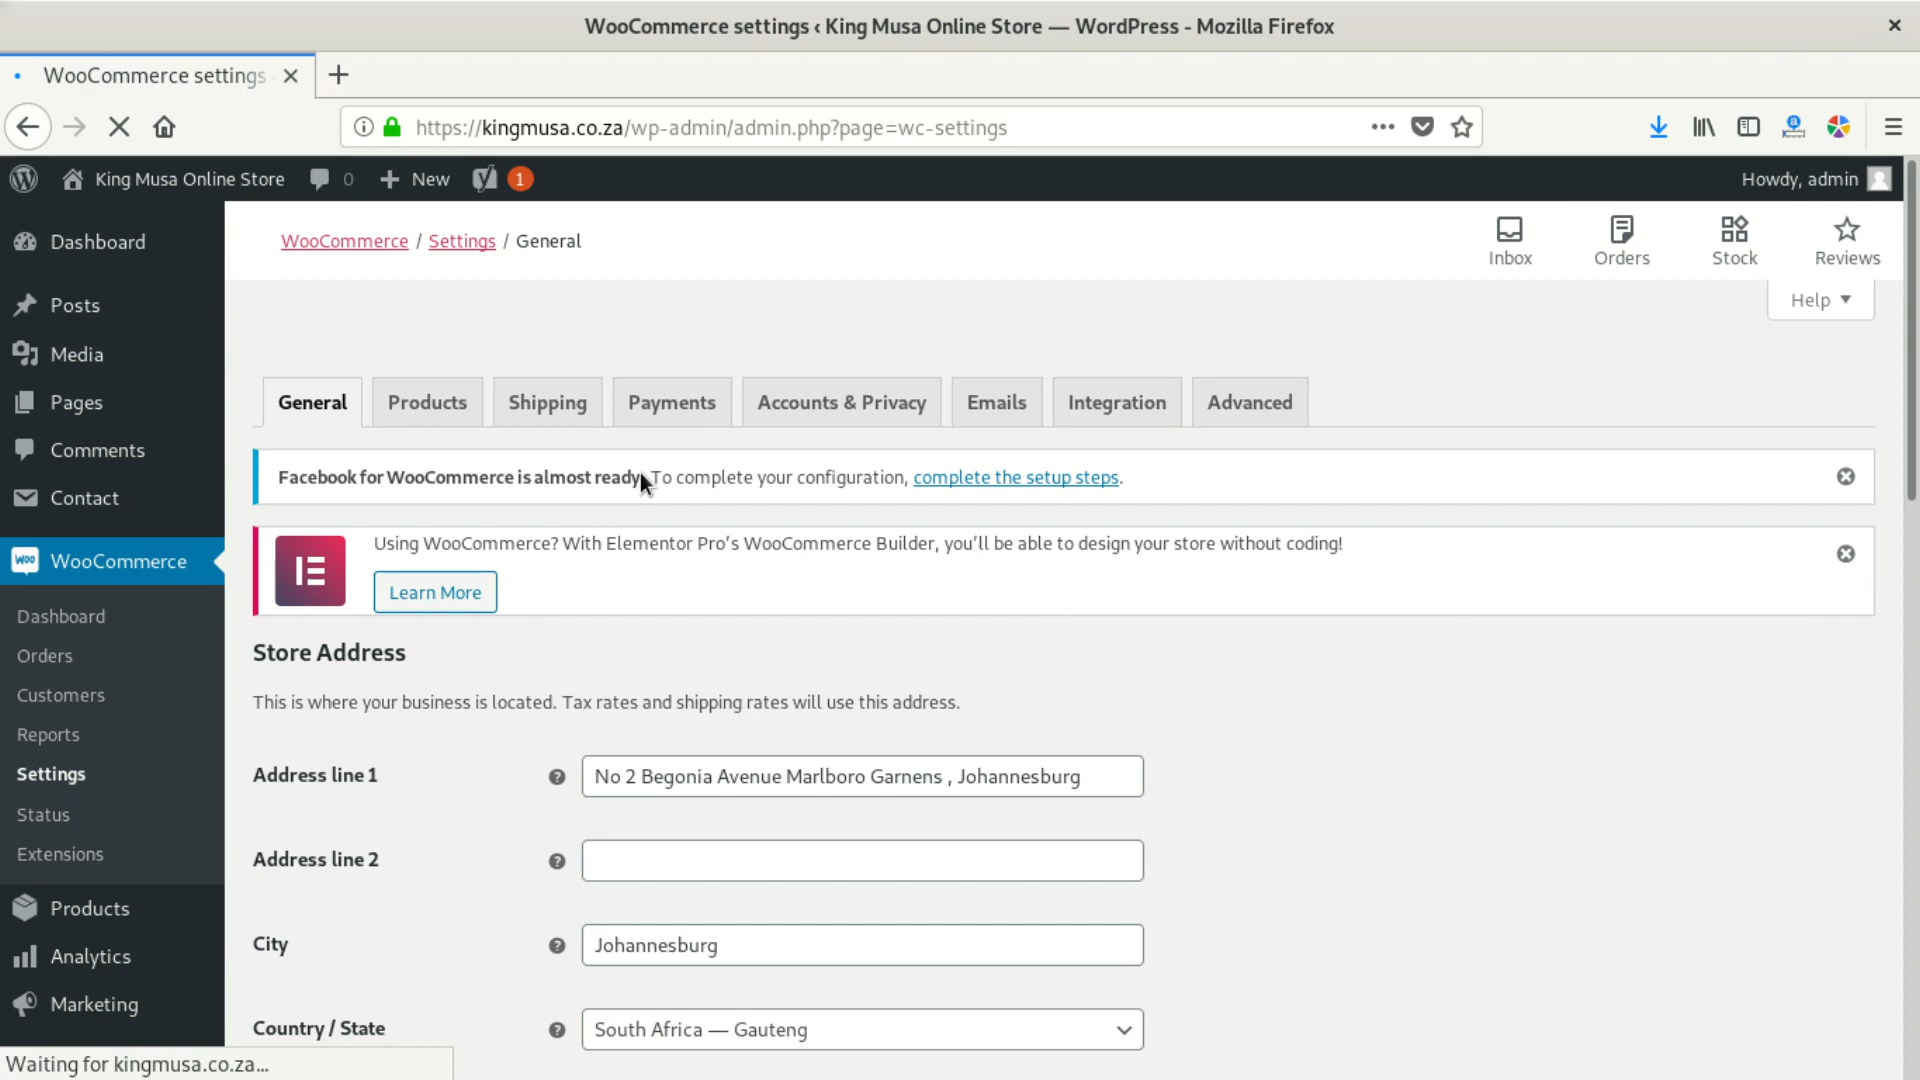 WooCommerce settings ‹ King Musa Online Store — WordPress - Mozilla Firefox
WooCommerce settings
https://kingmusa.co.za/wp-admin/admin.php?page=wc-settings
King Musa Online Store 0 New 1 Howdy, admin
WooCommerce / Settings / General
Inbox Orders Stock Reviews
Help
Dashboard
Posts
Media
Pages
Comments
Contact
WooCommerce
Dashboard
Orders
Customers
Reports
Settings
Status
Extensions
Products
Analytics
Marketing
General Products Shipping Payments Accounts & Privacy Emails Integration Advanced
Facebook for WooCommerce is almost ready. To complete your configuration, complete the setup steps.
Using WooCommerce? With Elementor Pro’s WooCommerce Builder, you’ll be able to design your store without coding!
Learn More
Store Address
This is where your business is located. Tax rates and shipping rates will use this address.
Address line 1 No 2 Begonia Avenue Marlboro Garnens , Johannesburg
Address line 2
City Johannesburg
Country / State South Africa — Gauteng
Waiting for kingmusa.co.za...